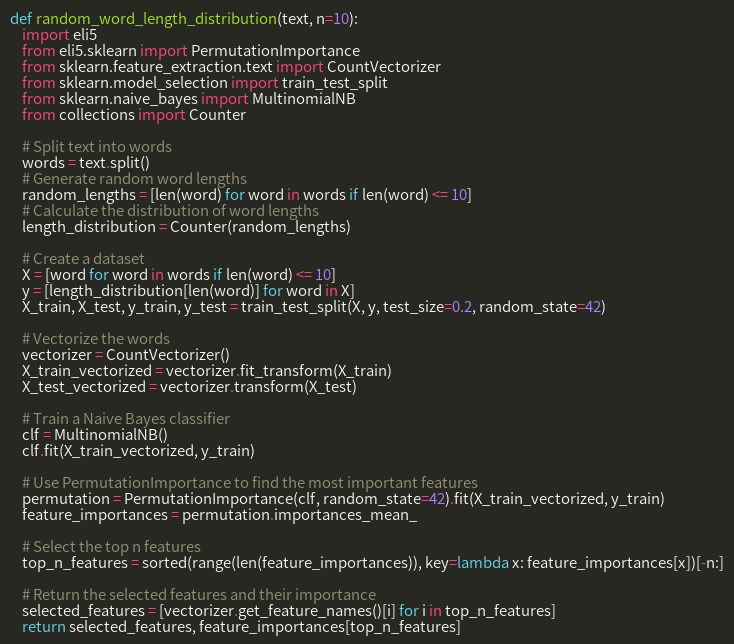 def random_word_length_distribution(text, n=10):
    import eli5
    from eli5.sklearn import PermutationImportance
    from sklearn.feature_extraction.text import CountVectorizer
    from sklearn.model_selection import train_test_split
    from sklearn.naive_bayes import MultinomialNB
    from collections import Counter

    # Split text into words
    words = text.split()
    # Generate random word lengths
    random_lengths = [len(word) for word in words if len(word) <= 10]
    # Calculate the distribution of word lengths
    length_distribution = Counter(random_lengths)

    # Create a dataset
    X = [word for word in words if len(word) <= 10]
    y = [length_distribution[len(word)] for word in X]
    X_train, X_test, y_train, y_test = train_test_split(X, y, test_size=0.2, random_state=42)

    # Vectorize the words
    vectorizer = CountVectorizer()
    X_train_vectorized = vectorizer.fit_transform(X_train)
    X_test_vectorized = vectorizer.transform(X_test)

    # Train a Naive Bayes classifier
    clf = MultinomialNB()
    clf.fit(X_train_vectorized, y_train)

    # Use PermutationImportance to find the most important features
    permutation = PermutationImportance(clf, random_state=42).fit(X_train_vectorized, y_train)
    feature_importances = permutation.importances_mean_

    # Select the top n features
    top_n_features = sorted(range(len(feature_importances)), key=lambda x: feature_importances[x])[-n:]

    # Return the selected features and their importance
    selected_features = [vectorizer.get_feature_names()[i] for i in top_n_features]
    return selected_features, feature_importances[top_n_features]